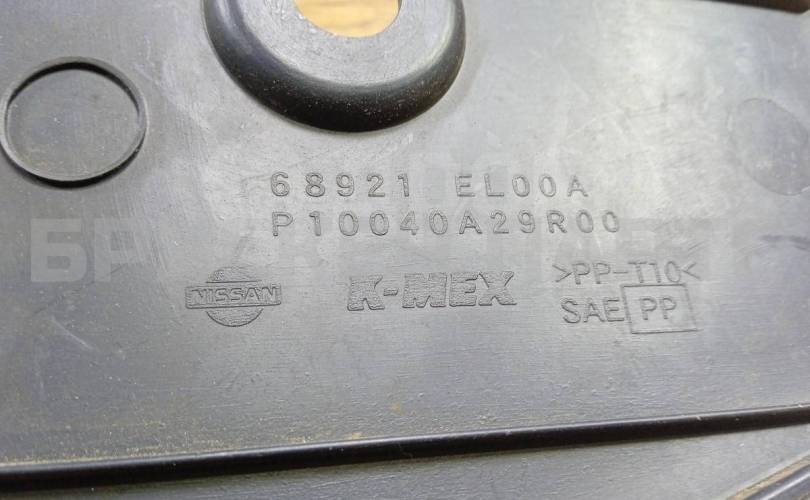 68921 EL00A
P10040A29R00
NISSAN
K-MEX
>PP-T10<
SAE PP